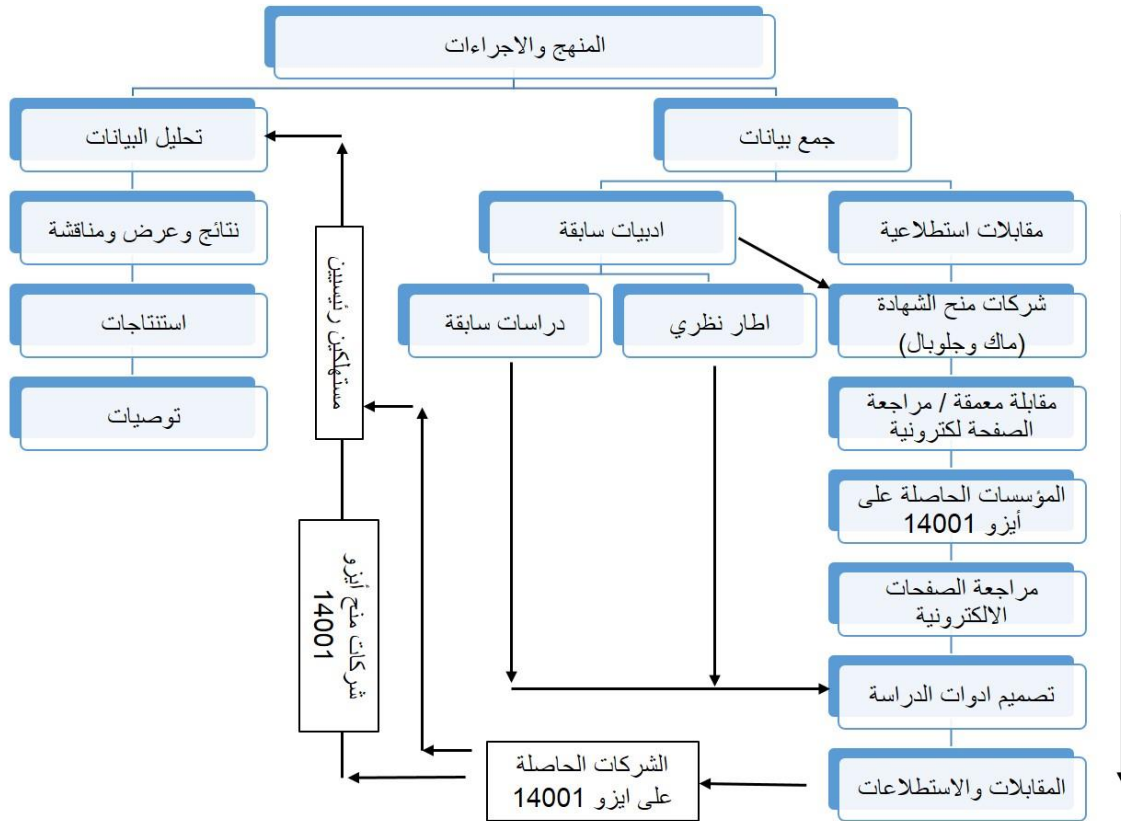 المنهج والاجراءات
جمع بيانات
تحليل البيانات
مقابلات استطلاعية
ادبيات سابقة
نتائج وعرض ومناقشة
شركات منح الشهادة
(ماك وجلوبال)
اطار نظري
دراسات سابقة
استنتاجات
مقابلة معمقة / مراجعة
الصفحة لكترونية
توصيات
مستهلكين رئيسيين
المؤسسات الحاصلة على
أيزو 14001
شركات منح أيزو
14001
مراجعة الصفحات
الالكترونية
تصميم ادوات الدراسة
المقابلات والاستطلاعات
الشركات الحاصلة
على ايزو 14001